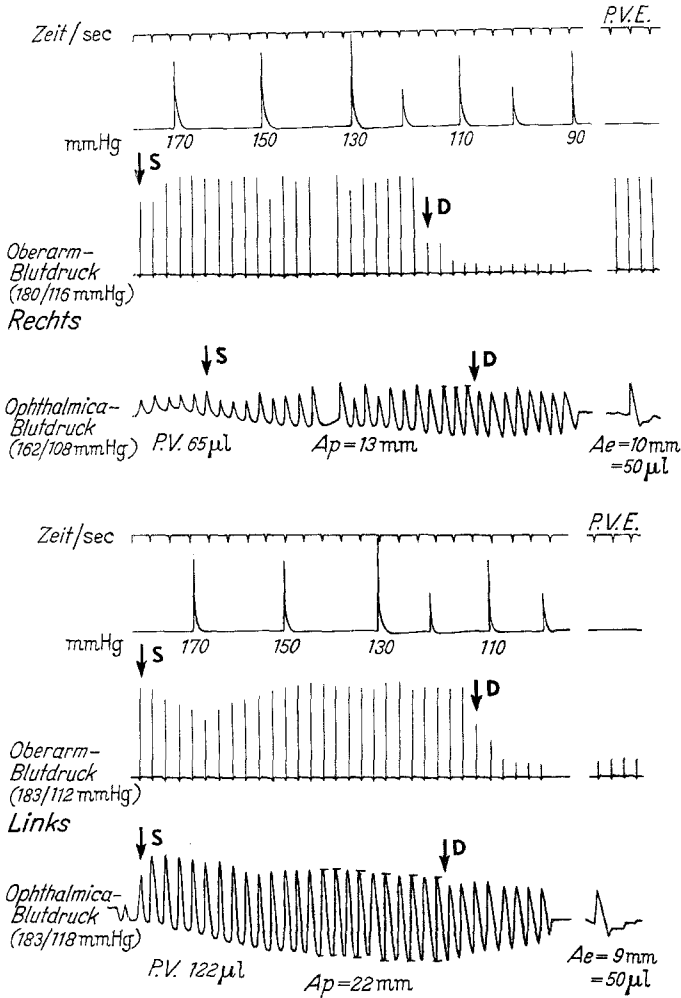 P.V.E.
Zeit/sec
mmHg 170 150 130 110 90
S
D
Oberarm-
Blutdruck
(180/116 mmHg)
Rechts
S
D
Ophthalmica-
Blutdruck
(162/108 mmHg)
P.V. 65 µl
Ap = 13 mm
Ae = 10 mm
= 50 µl
P.V.E.
Zeit/sec
mmHg 170 150 130 110
S
D
Oberarm-
Blutdruck
(183/112 mmHg)
Links
S
D
Ophthalmica-
Blutdruck
(183/118 mmHg)
P.V. 122 µl
Ap = 22 mm
Ae = 9 mm
= 50 µl